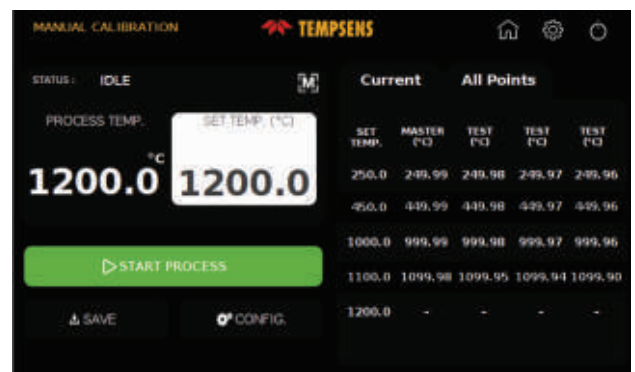 MANUAL CALIBRATION
TEMPSENS
STATUS : IDLE
[M]
Current All Points
PROCESS TEMP.
SET TEMP. (°C)
°C
1200.0
1200.0
START PROCESS
SAVE
CONFIG.
SET TEMP. MASTER (°C) TEST (°C) TEST (°C) TEST (°C)
250.0 249.99 249.98 249.97 249.96
450.0 449.99 449.98 449.97 449.96
1000.0 999.99 999.98 999.97 999.96
1100.0 1099.98 1099.95 1099.94 1099.90
1200.0 - - - -